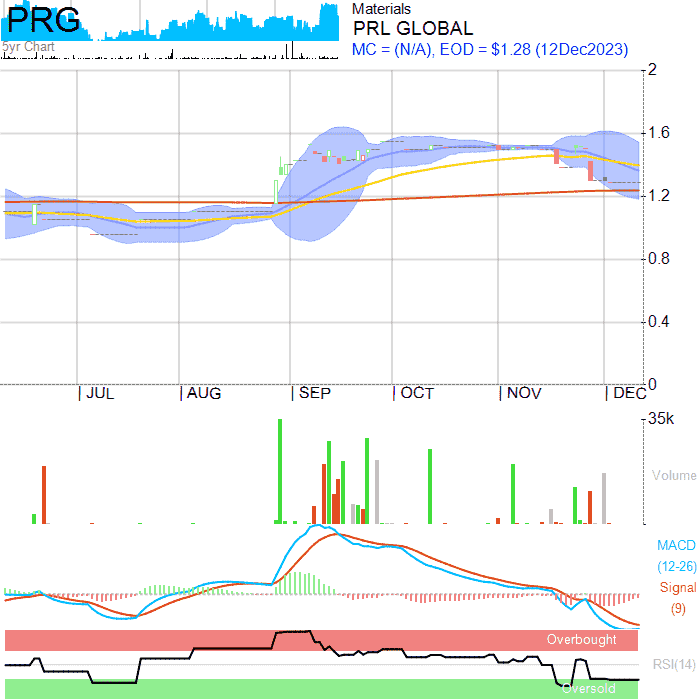 PRG
5yr Chart
Materials
PRL GLOBAL
MC = (N/A), EOD = $1.28 (12Dec2023)
2
1.6
1.2
0.8
0.4
0
| JUL | AUG | SEP | OCT | NOV | DEC
35k
Volume
MACD
(12-26)
Signal
(9)
Overbought
RSI(14)
Oversold